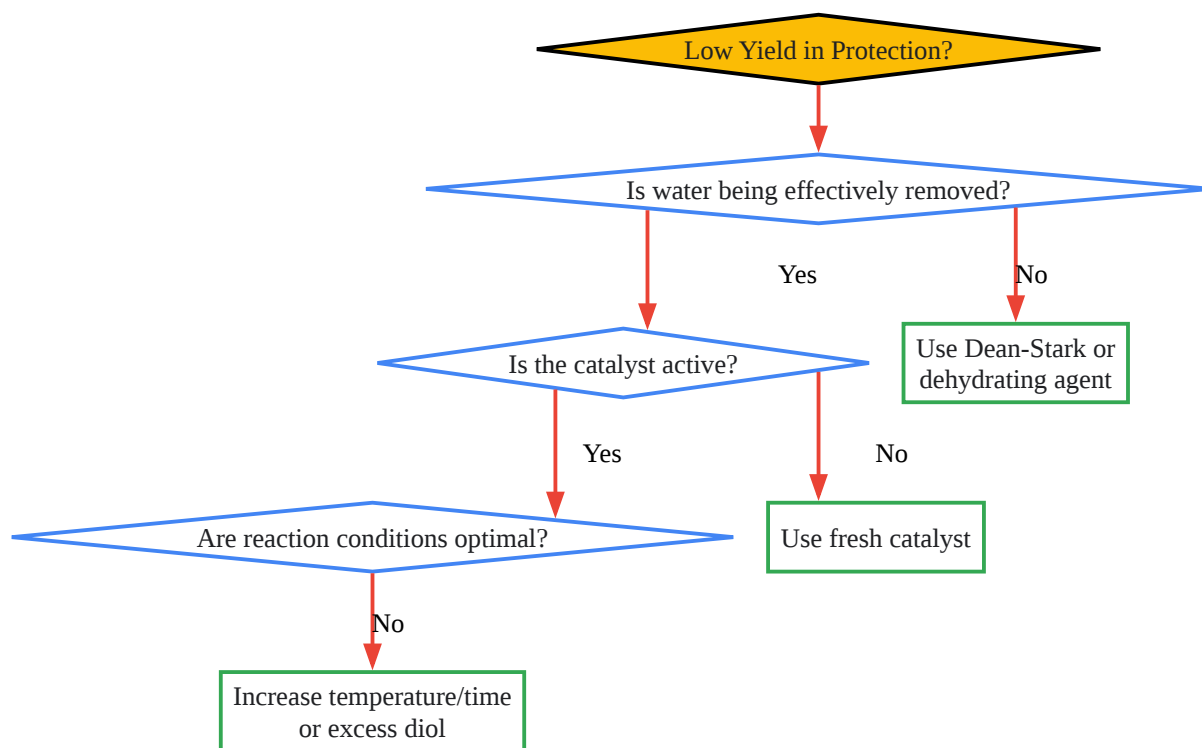 Low Yield in Protection?
Is water being effectively removed?
Yes
No
Use Dean-Stark or
dehydrating agent
Is the catalyst active?
Yes
No
Use fresh catalyst
Are reaction conditions optimal?
No
Increase temperature/time
or excess diol